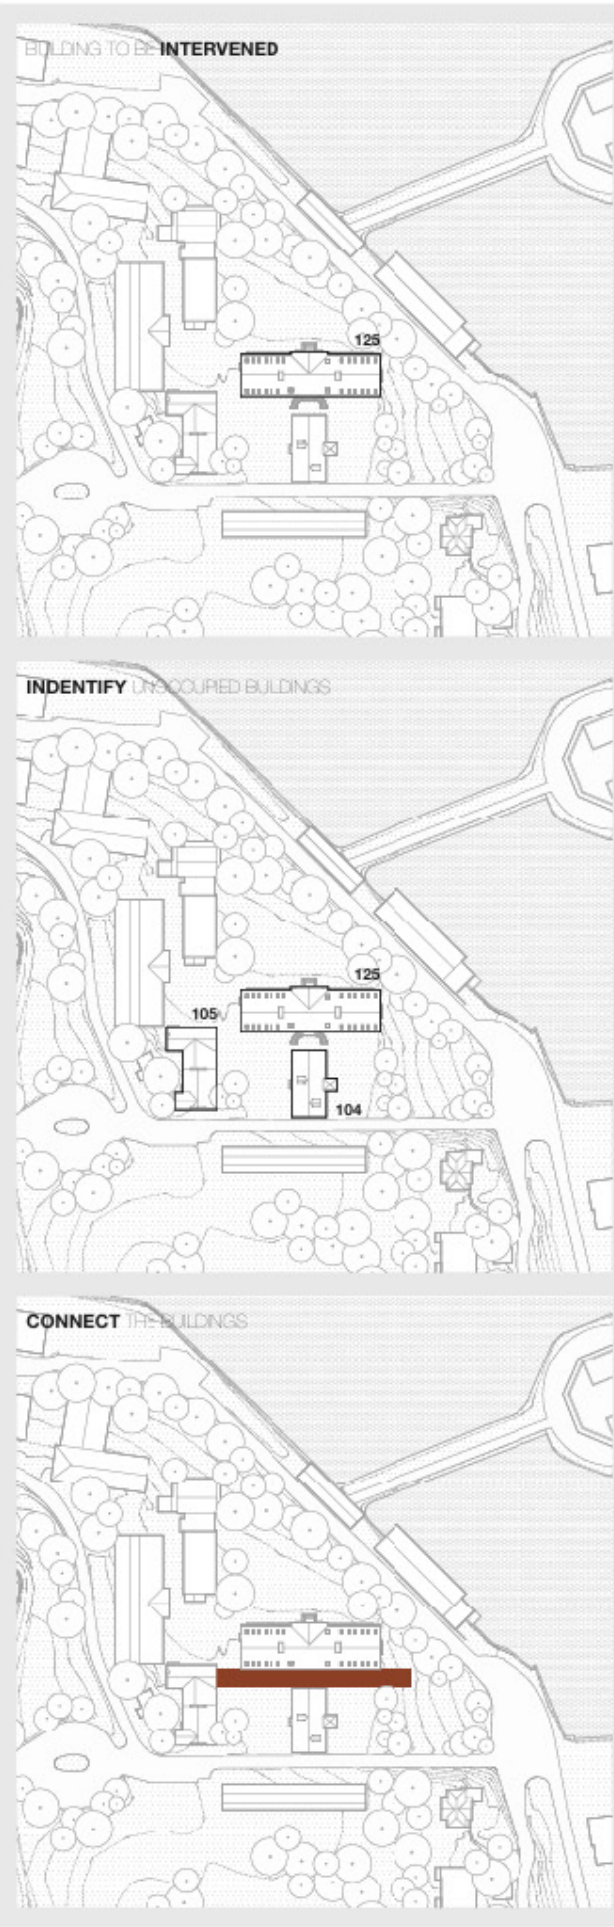 BUILDING TO BE INTERVENED
125
INDENTIFY UNOCCUPIED BUILDINGS
125
105
104
CONNECT THE BUILDINGS